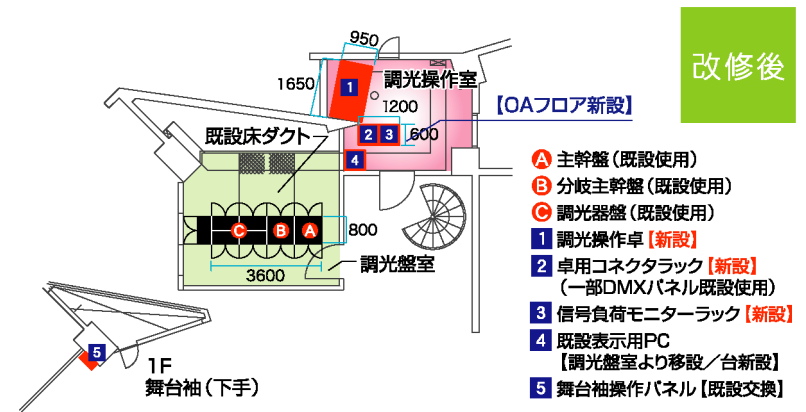 改修後
950
1650
調光操作室
1
1200
【OAフロア新設】
2 3
600
既設床ダクト
4
C B A
800
3600
調光盤室
5
1F
舞台袖（下手）
A 主幹盤（既設使用）
B 分岐主幹盤（既設使用）
C 調光器盤（既設使用）
1 調光操作卓【新設】
2 卓用コネクタラック【新設】
（一部DMXパネル既設使用）
3 信号負荷モニターラック【新設】
4 既設表示用PC
【調光盤室より移設／台新設】
5 舞台袖操作パネル【既設交換】